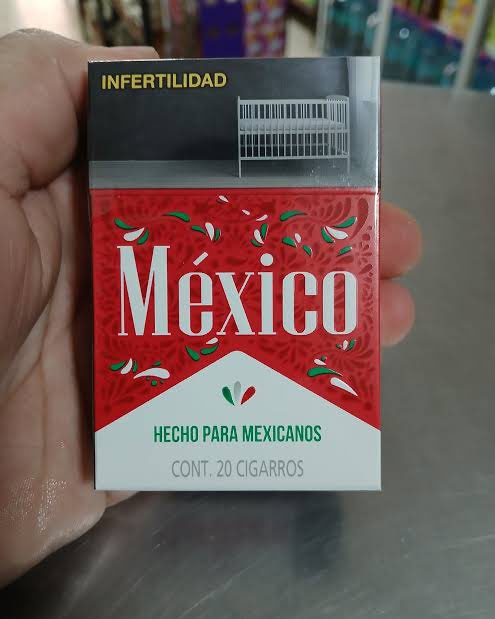 INFERTILIDAD
México
HECHO PARA MEXICANOS
CONT. 20 CIGARROS